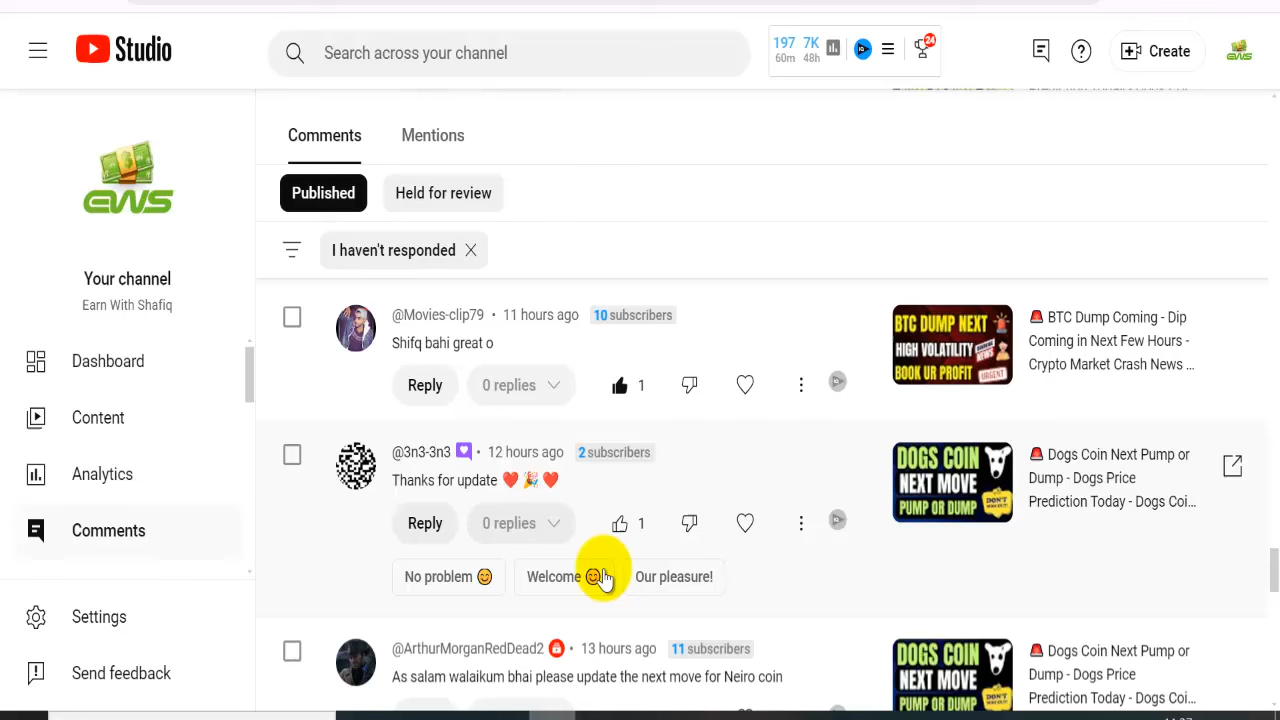 Studio
Search across your channel
197 7K
60m 48h
24
Create
EWS
Your channel
Earn With Shafiq
Dashboard
Content
Analytics
Comments
Settings
Send feedback
Comments Mentions
Published Held for review
I haven't responded
@Movies-clip79 • 11 hours ago 10 subscribers
Shifq bahi great o
Reply 0 replies 1
BTC DUMP NEXT
HIGH VOLATILITY
BOOK UR PROFIT
NEWS
URGENT
🚨 BTC Dump Coming - Dip
Coming in Next Few Hours -
Crypto Market Crash News ...
@3n3-3n3 • 12 hours ago 2 subscribers
Thanks for update ❤️ 🎉 ❤️
Reply 0 replies 1
No problem 😊 Welcome 😊 Our pleasure!
DOGS COIN
NEXT MOVE
PUMP OR DUMP
DON'T
MISS OUT!
🚨 Dogs Coin Next Pump or
Dump - Dogs Price
Prediction Today - Dogs Coi...
@ArthurMorganRedDead2 • 13 hours ago 11 subscribers
As salam walaikum bhai please update the next move for Neiro coin
DOGS COIN
NEXT MOVE
PUMP OR DUMP
DON'T
🚨 Dogs Coin Next Pump or
Dump - Dogs Price
Prediction Today - Dogs Coi...